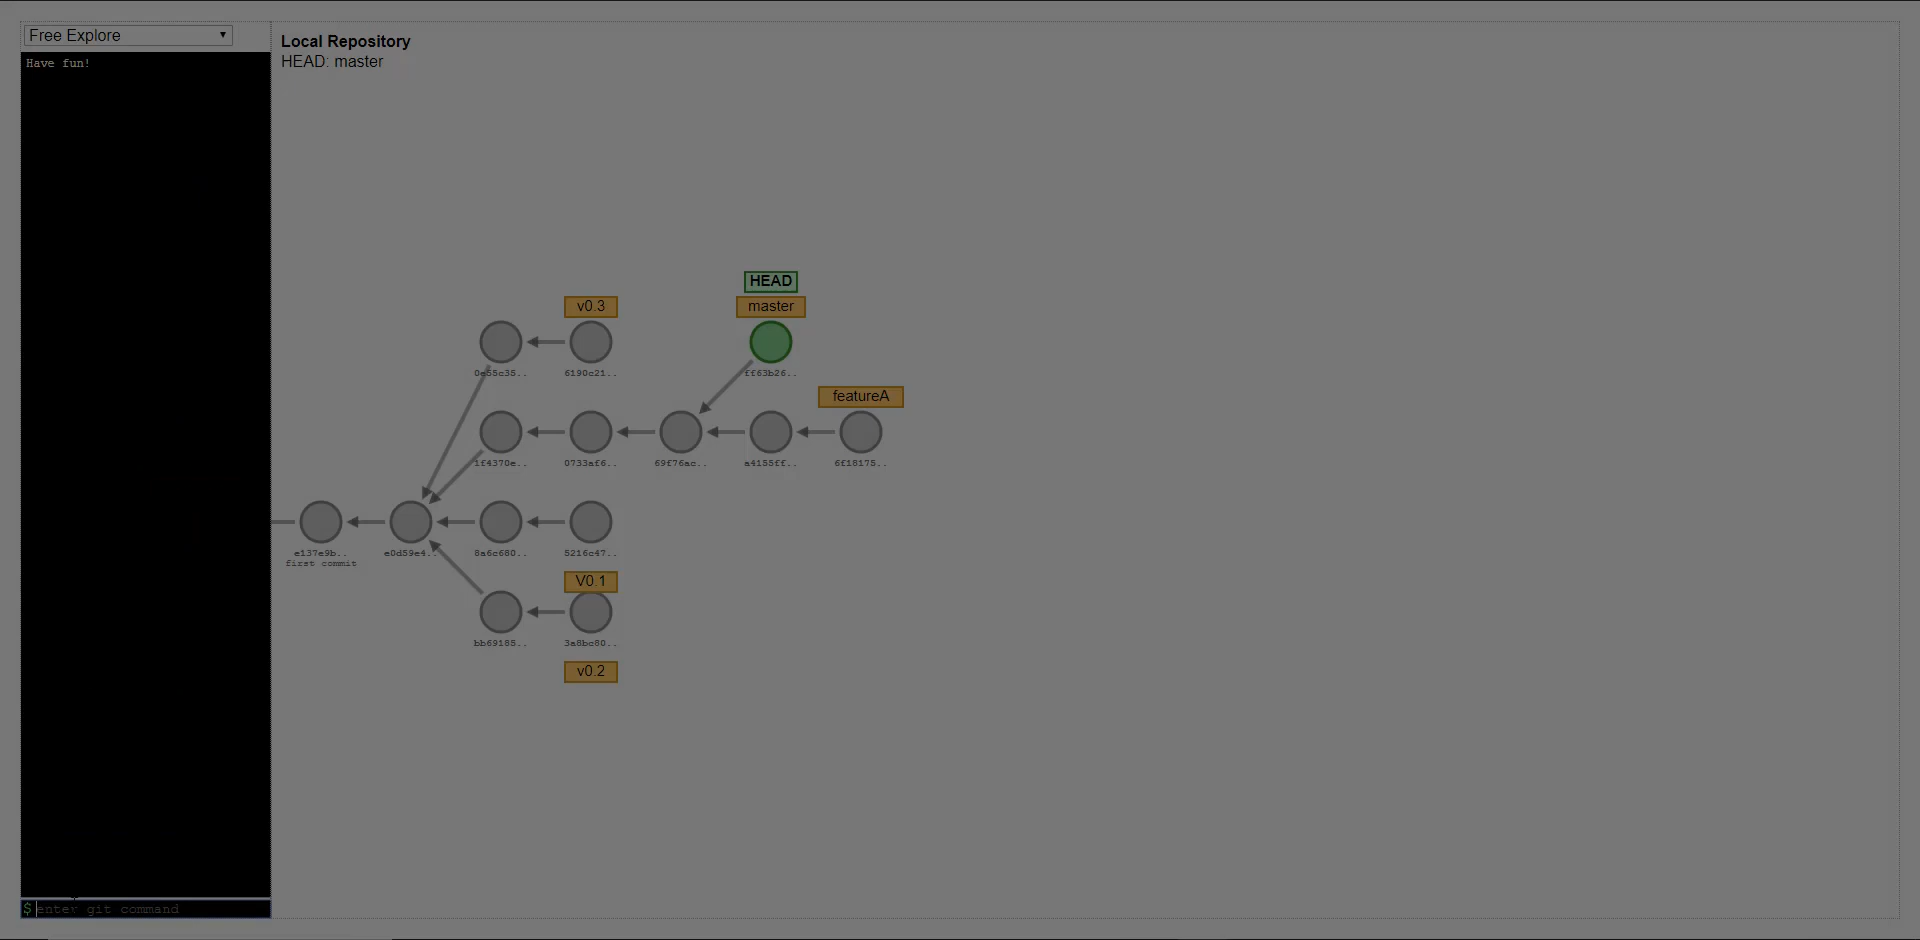 Free Explore
Have fun!
Local Repository
HEAD: master
HEAD
v0.3
master
0e55c35..
6190c21..
ff63b26..
featureA
1f4370e..
0733af6..
69f76ac..
a4155ff..
6f18175..
e137e9b..
first commit
e0d59e4..
8a6c680..
5216c47..
V0.1
bb69185..
3a8bc80..
v0.2
$ enter git command